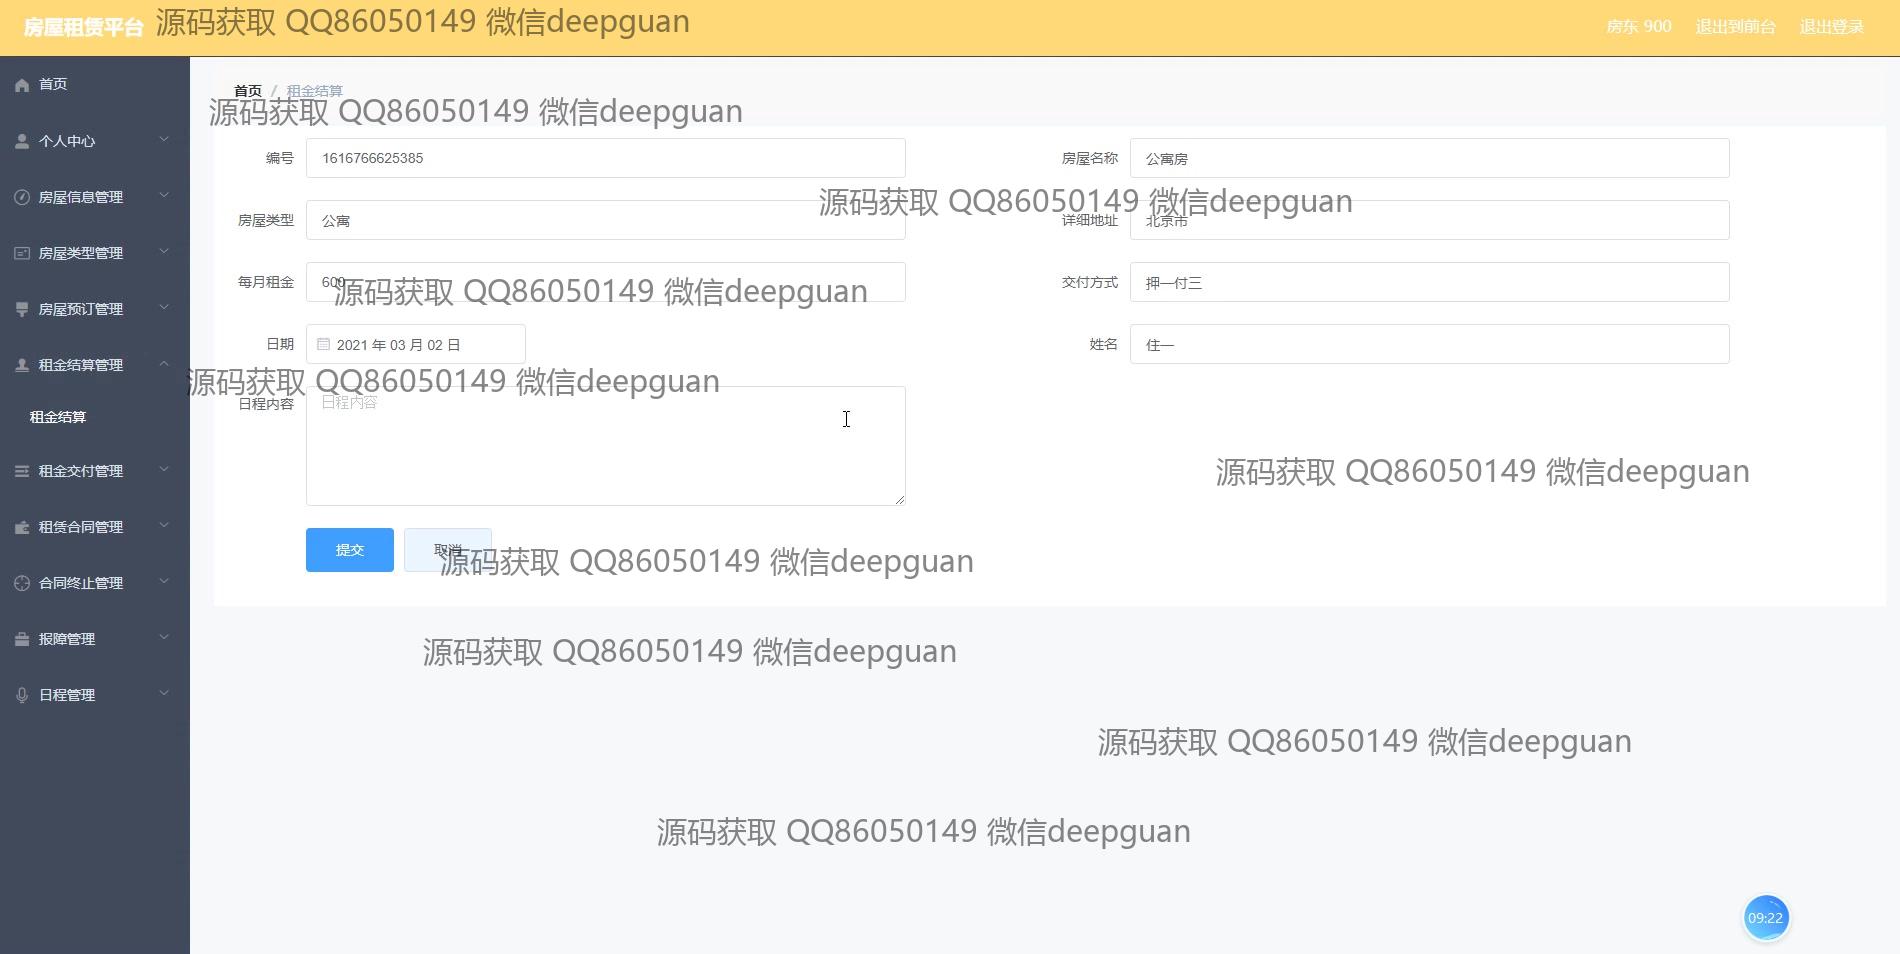 房屋租赁平台
源码获取 QQ86050149 微信deepguan
房东 900 退出到前台 退出登录
首页
个人中心
房屋信息管理
房屋类型管理
房屋预订管理
租金结算管理
租金结算
租金交付管理
租赁合同管理
合同终止管理
报障管理
日程管理
首页 / 租金结算
源码获取 QQ86050149 微信deepguan
编号 1616766625385
房屋名称 公寓房
源码获取 QQ86050149 微信deepguan
房屋类型 公寓
详细地址 北京市
每月租金 600
源码获取 QQ86050149 微信deepguan
交付方式 押一付三
日期 2021 年 03 月 02 日
姓名 住一
源码获取 QQ86050149 微信deepguan
日程内容 日程内容
源码获取 QQ86050149 微信deepguan
提交 取消
源码获取 QQ86050149 微信deepguan
源码获取 QQ86050149 微信deepguan
源码获取 QQ86050149 微信deepguan
源码获取 QQ86050149 微信deepguan
09:22